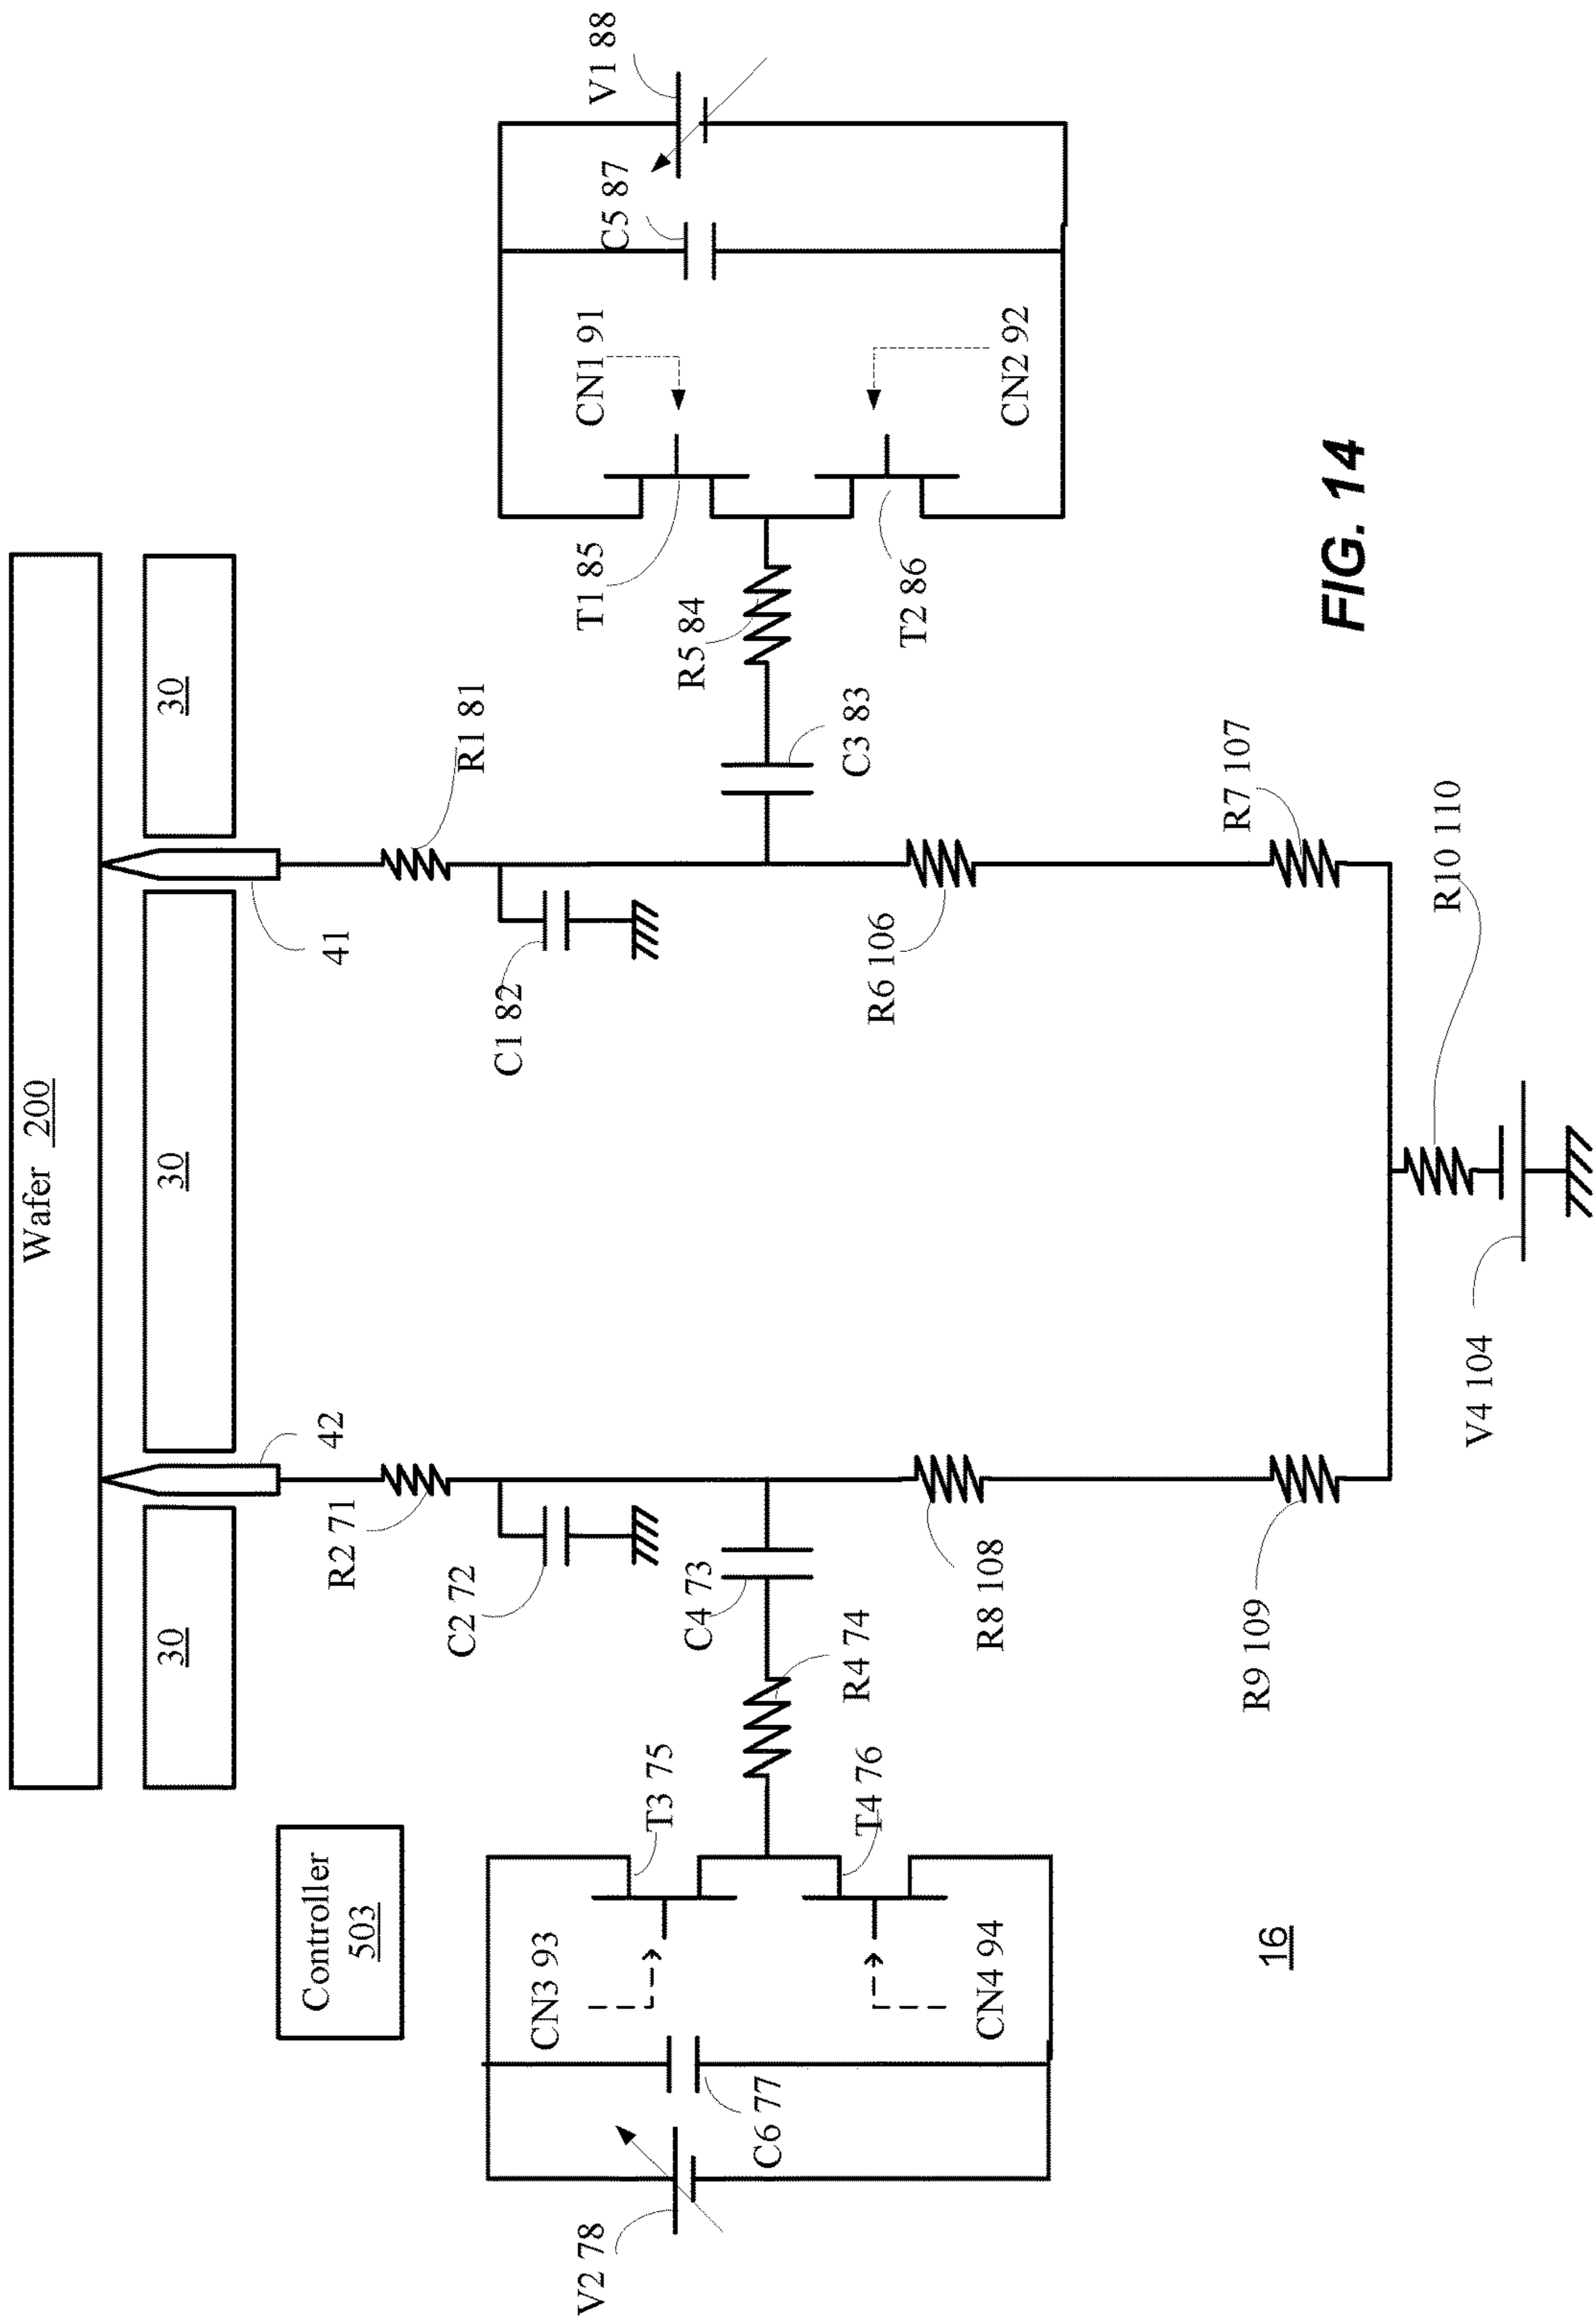 Wafer 200
30
30
30
Controller
503
42
41
R2 71
R1 81
C2 72
C1 82
V2 78
C6 77
CN3 93
CN4 94
T3 75
T4 76
R4 74
C4 73
C3 83
R5 84
T1 85
T2 86
CN1 91
CN2 92
C5 87
V1 88
R8 108
R6 106
R9 109
R7 107
R10 110
V4 104
16
FIG. 14